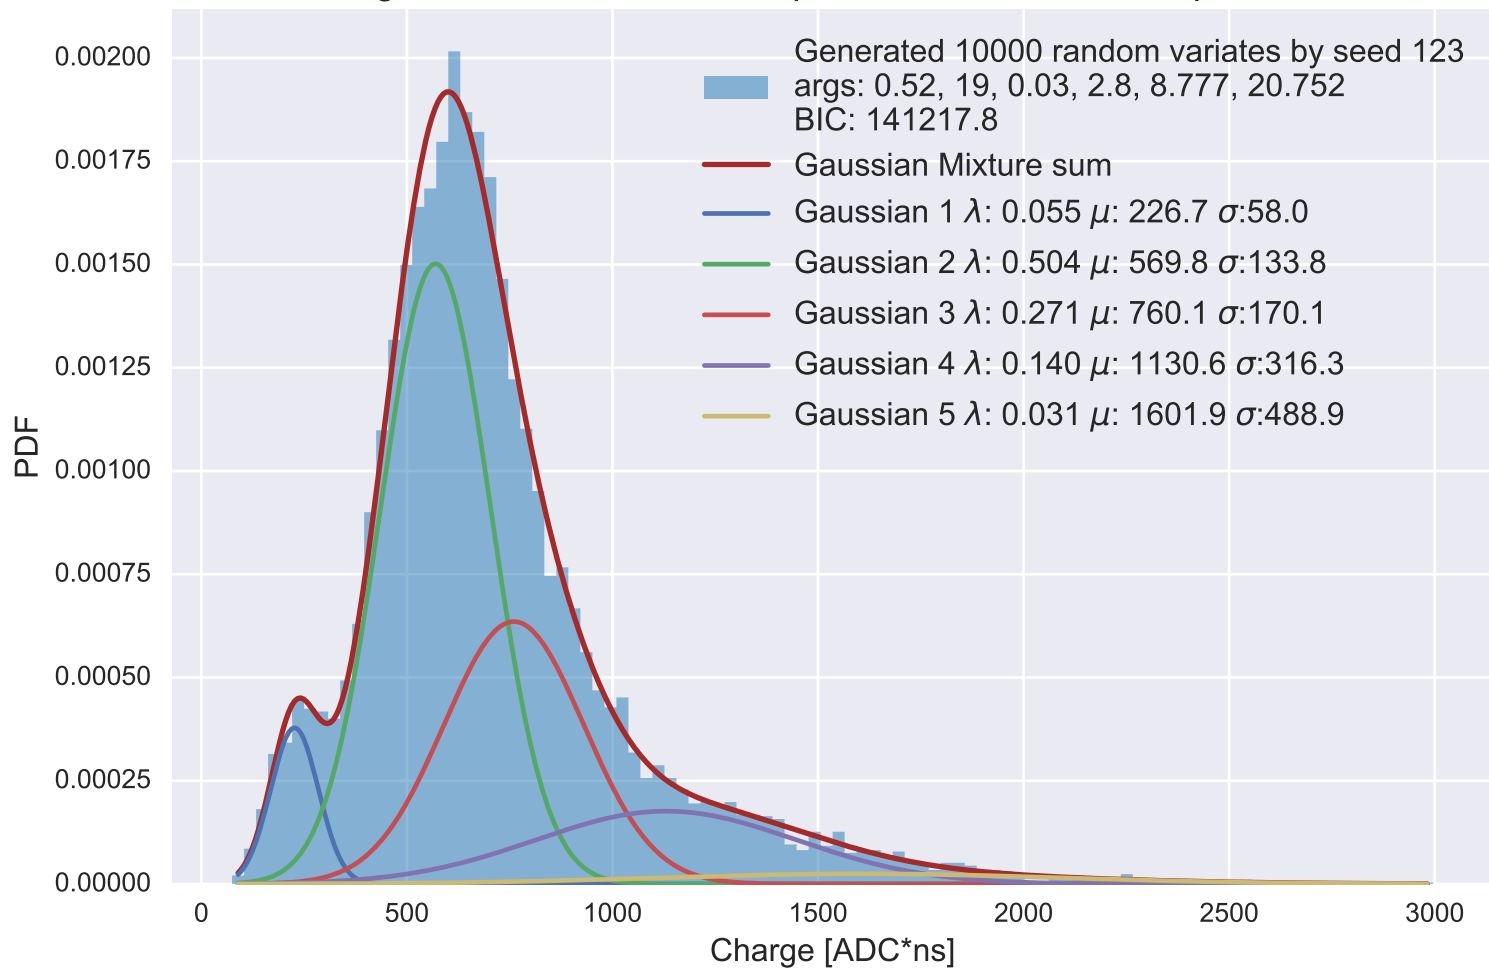 Generated 10000 random variates by seed 123
args: 0.52, 19, 0.03, 2.8, 8.777, 20.752
BIC: 141217.8
Gaussian Mixture sum
Gaussian 1 λ: 0.055 μ: 226.7 σ:58.0
Gaussian 2 λ: 0.504 μ: 569.8 σ:133.8
Gaussian 3 λ: 0.271 μ: 760.1 σ:170.1
Gaussian 4 λ: 0.140 μ: 1130.6 σ:316.3
Gaussian 5 λ: 0.031 μ: 1601.9 σ:488.9
PDF
0.00200
0.00175
0.00150
0.00125
0.00100
0.00075
0.00050
0.00025
0.00000
0 500 1000 1500 2000 2500 3000
Charge [ADC*ns]